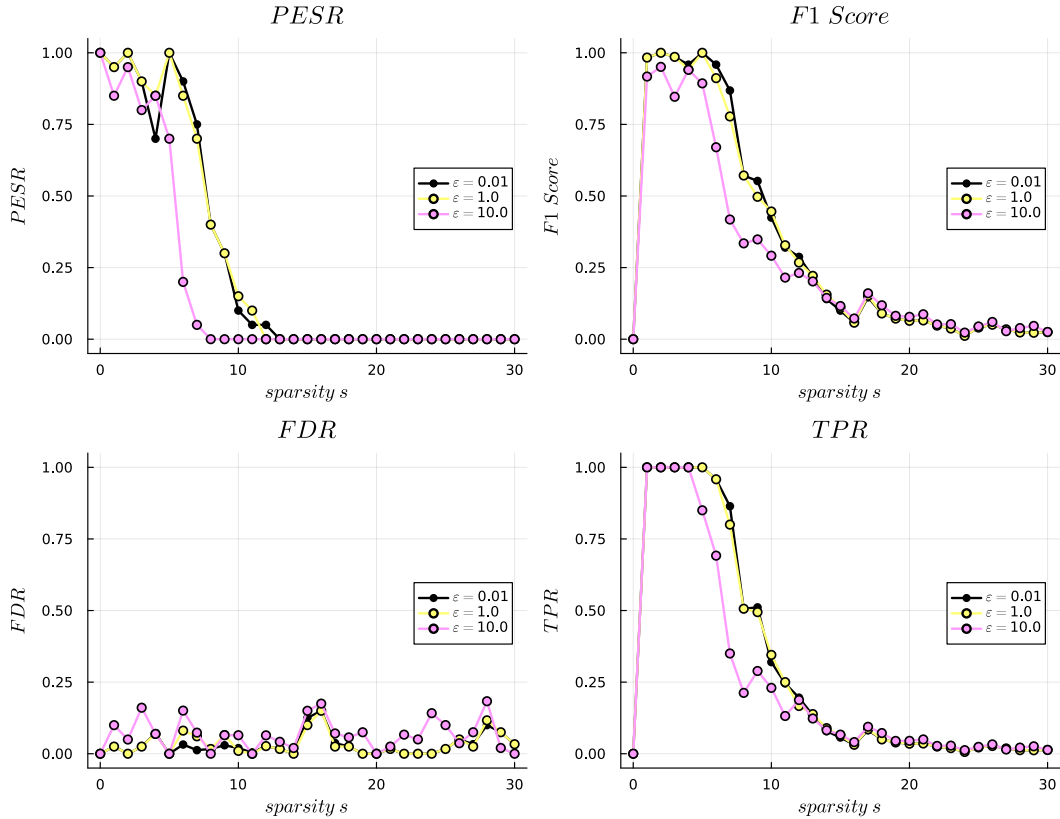 PESR
F1 Score
1.00
0.75
0.50
0.25
0.00
PESR
ε = 0.01
ε = 1.0
ε = 10.0
0
10
20
30
sparsity s
1.00
0.75
0.50
0.25
0.00
F1 Score
ε = 0.01
ε = 1.0
ε = 10.0
0
10
20
30
sparsity s
FDR
TPR
1.00
0.75
0.50
0.25
0.00
FDR
ε = 0.01
ε = 1.0
ε = 10.0
0
10
20
30
sparsity s
1.00
0.75
0.50
0.25
0.00
TPR
ε = 0.01
ε = 1.0
ε = 10.0
0
10
20
30
sparsity s